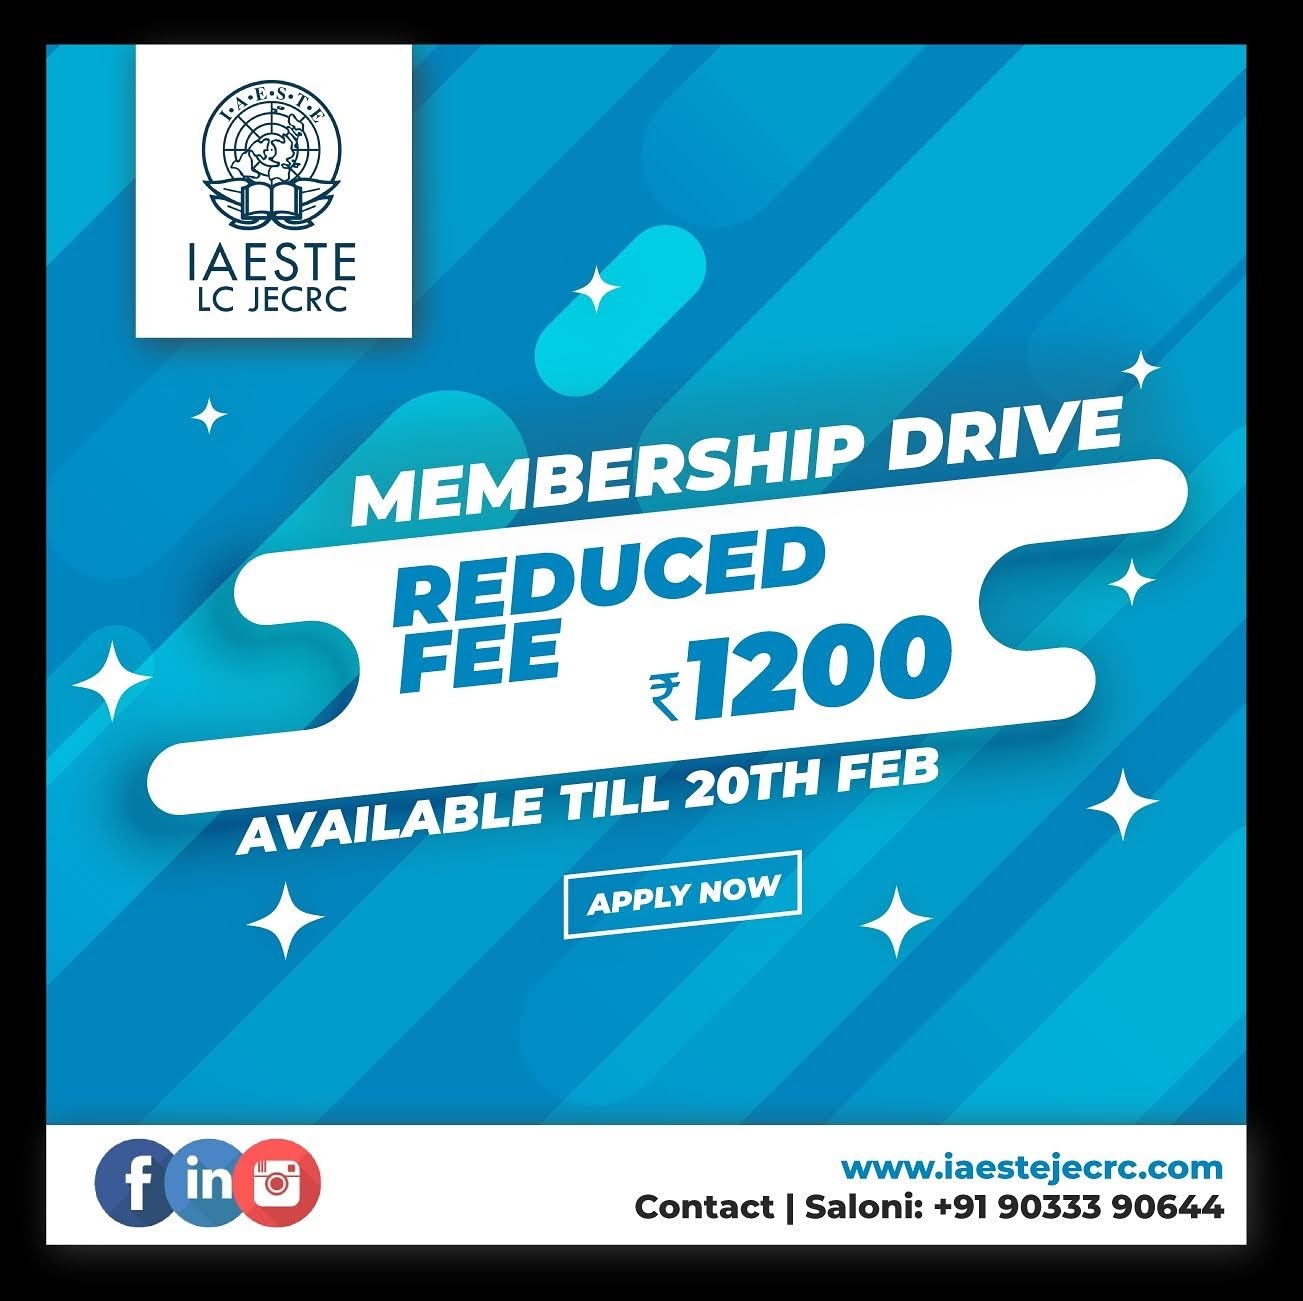 I•A•E•S•T•E
IAESTE
LC JECRC
MEMBERSHIP DRIVE
REDUCED
FEE
₹1200
AVAILABLE TILL 20TH FEB
APPLY NOW
f in
www.iaestejecrc.com
Contact | Saloni: +91 90333 90644